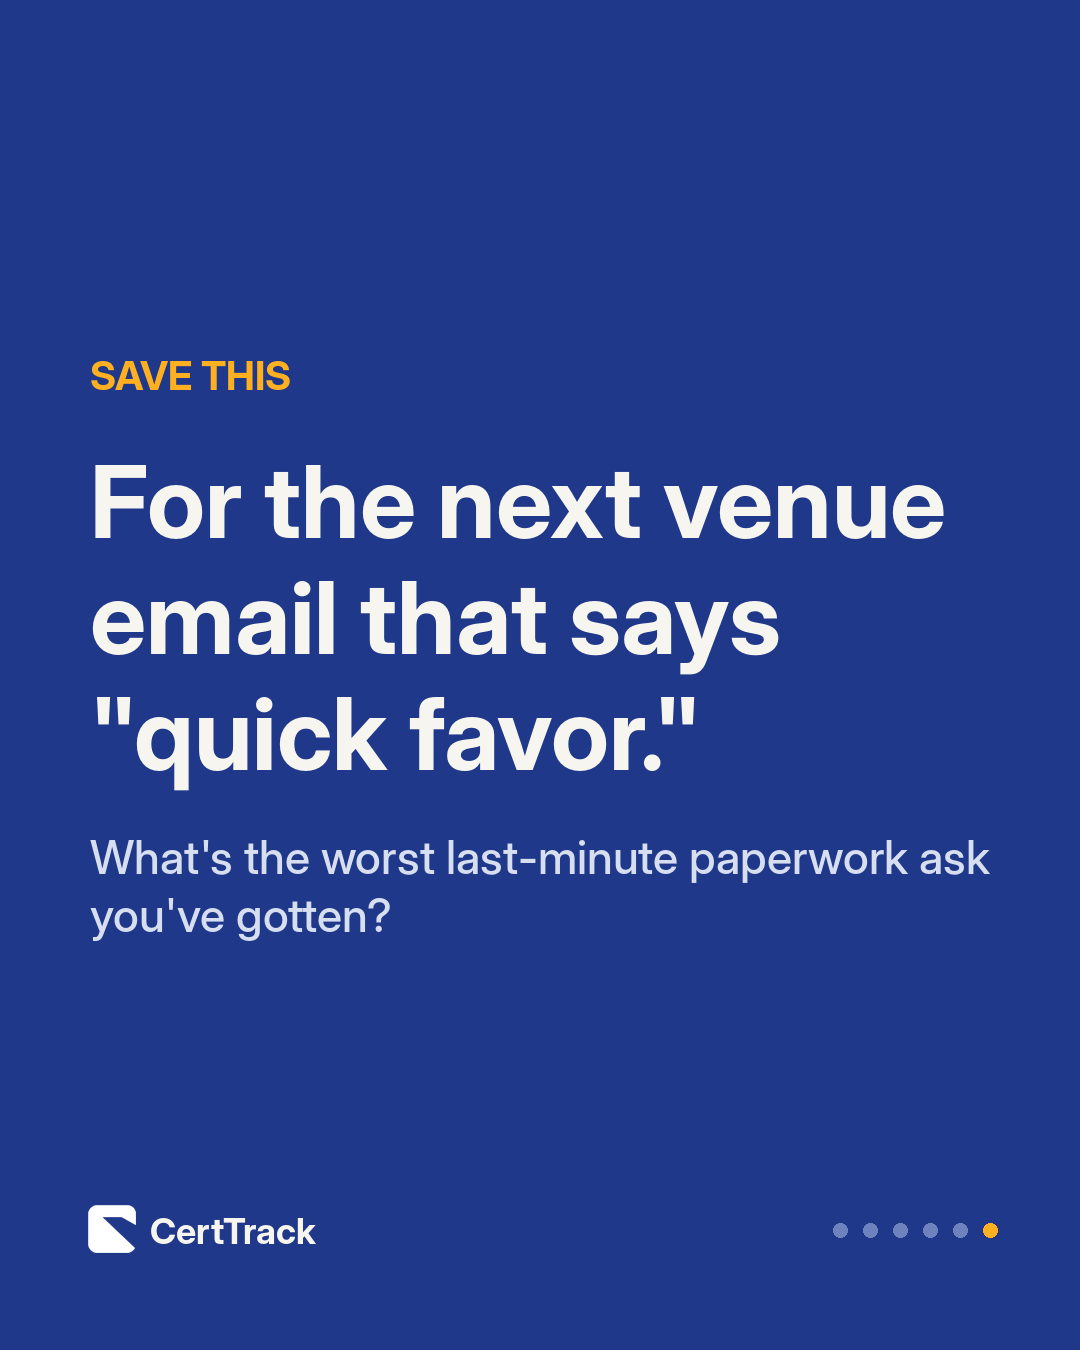 SAVE THIS
For the next venue
email that says
"quick favor."
What's the worst last-minute paperwork ask
you've gotten?
CertTrack